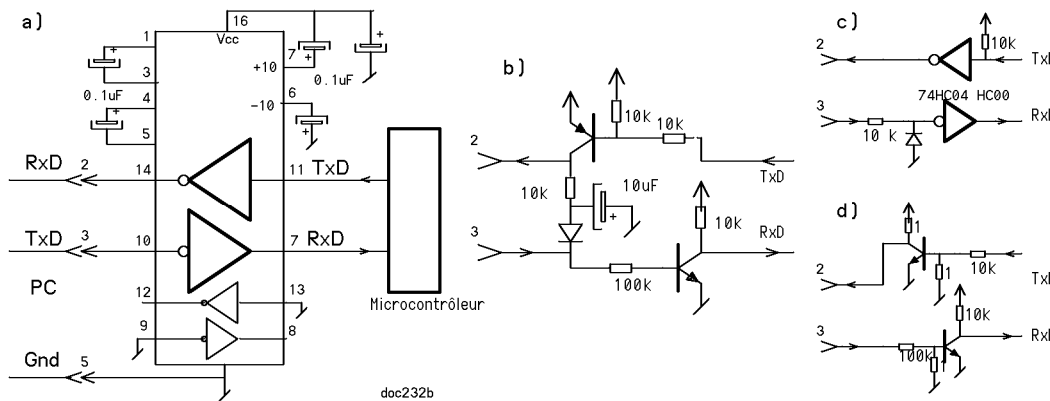 a)
16
Vcc
1
+
3
0.1uF
4
+
5
7
+
+10
0.1uF
+
6
-10
+
RxD 2 14 11 TxD
TxD 3 10 7 RxD
PC
12 13
9 8
Gnd 5
Microcontrôleur
doc232b
b)
10k
10k
2
TxD
10k
10uF
+
10k
3
RxD
100k
c)
10k
2
TxD
74HC04 HC00
3
RxD
10 k
d)
1
10k
TxD
2
1
10k
3
RxD
100k